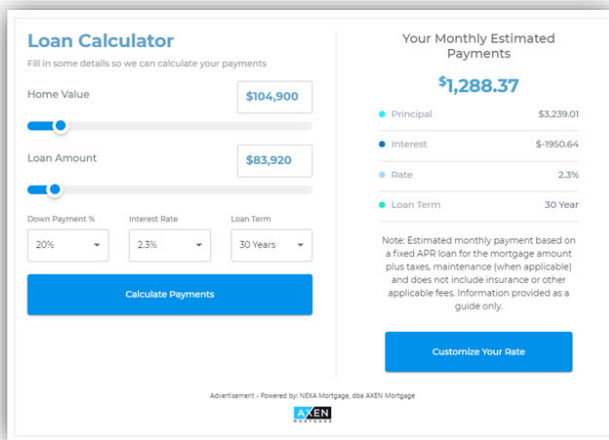 Loan Calculator
Fill in some details so we can calculate your payments
Home Value
$104,900
Loan Amount
$83,920
Down Payment %
Interest Rate
Loan Term
20%
2.3%
30 Years
Calculate Payments
Your Monthly Estimated
Payments
$1,288.37
Principal
$3,239.01
Interest
$-1950.64
Rate
2.3%
Loan Term
30 Year
Note: Estimated monthly payment based on
a fixed APR loan for the mortgage amount
plus taxes, maintenance (when applicable)
and does not include insurance or other
applicable fees. Information provided as a
guide only.
Customize Your Rate
Advertisement - Powered by: NEXA Mortgage, dba AXEN Mortgage
AXEN
MORTGAGE